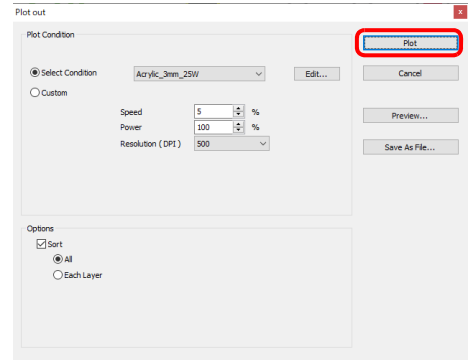 Plot out
x
Plot Condition
Plot
Select Condition
Acrylic_3mm_25W
Edit...
Cancel
Custom
Speed
5
%
Preview...
Power
100
%
Resolution ( DPI )
500
Save As File...
Options
Sort
All
Each Layer